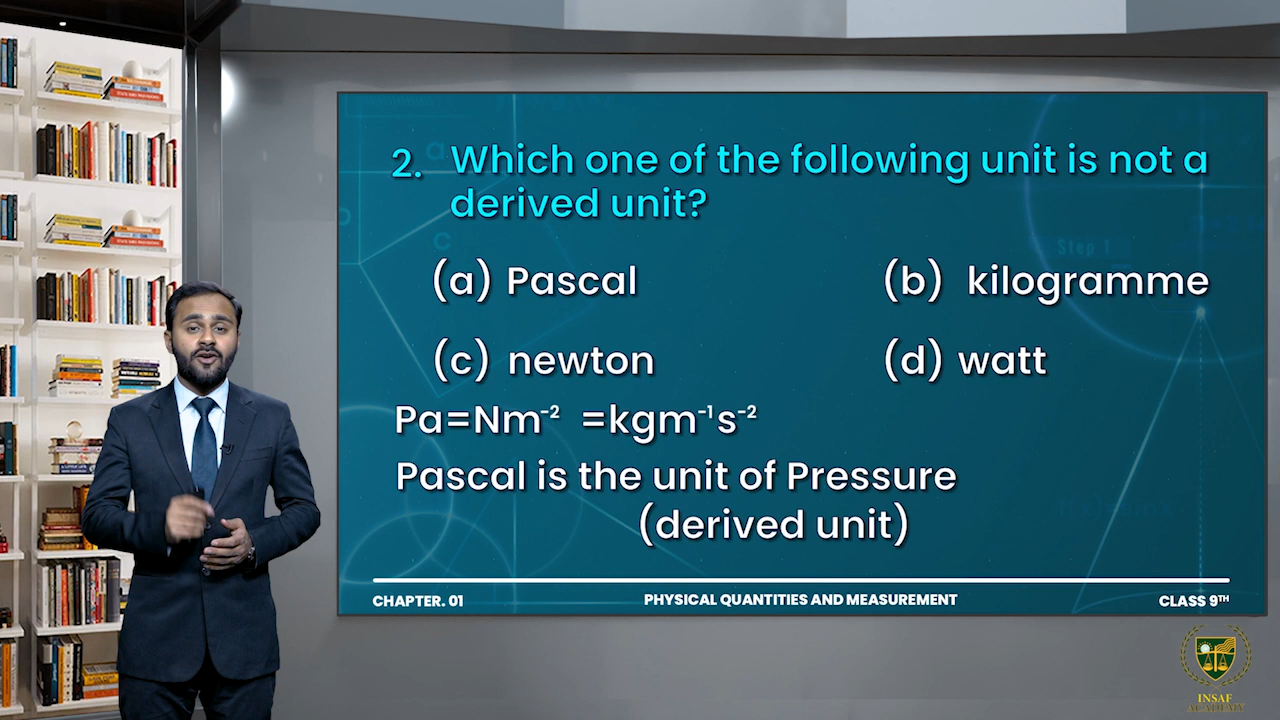 2. Which one of the following unit is not a
derived unit?
(a) Pascal (b) kilogramme
(c) newton (d) watt
Pa=Nm⁻² =kgm⁻¹s⁻²
Pascal is the unit of Pressure
(derived unit)
CHAPTER. 01 PHYSICAL QUANTITIES AND MEASUREMENT CLASS 9TH
INSAF
ACADEMY